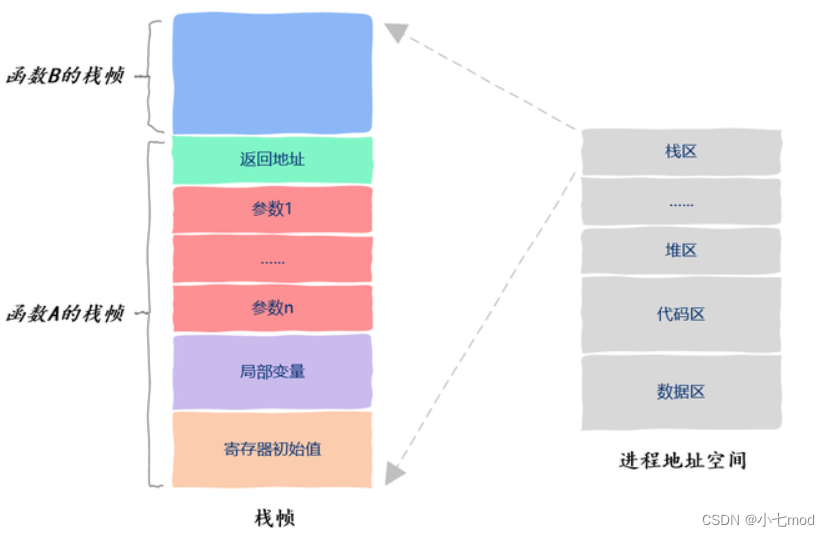 函数B的栈帧
返回地址
参数1
......
参数n
函数A的栈帧
局部变量
寄存器初始值
栈帧
栈区
......
堆区
代码区
数据区
进程地址空间
CSDN @小七mod